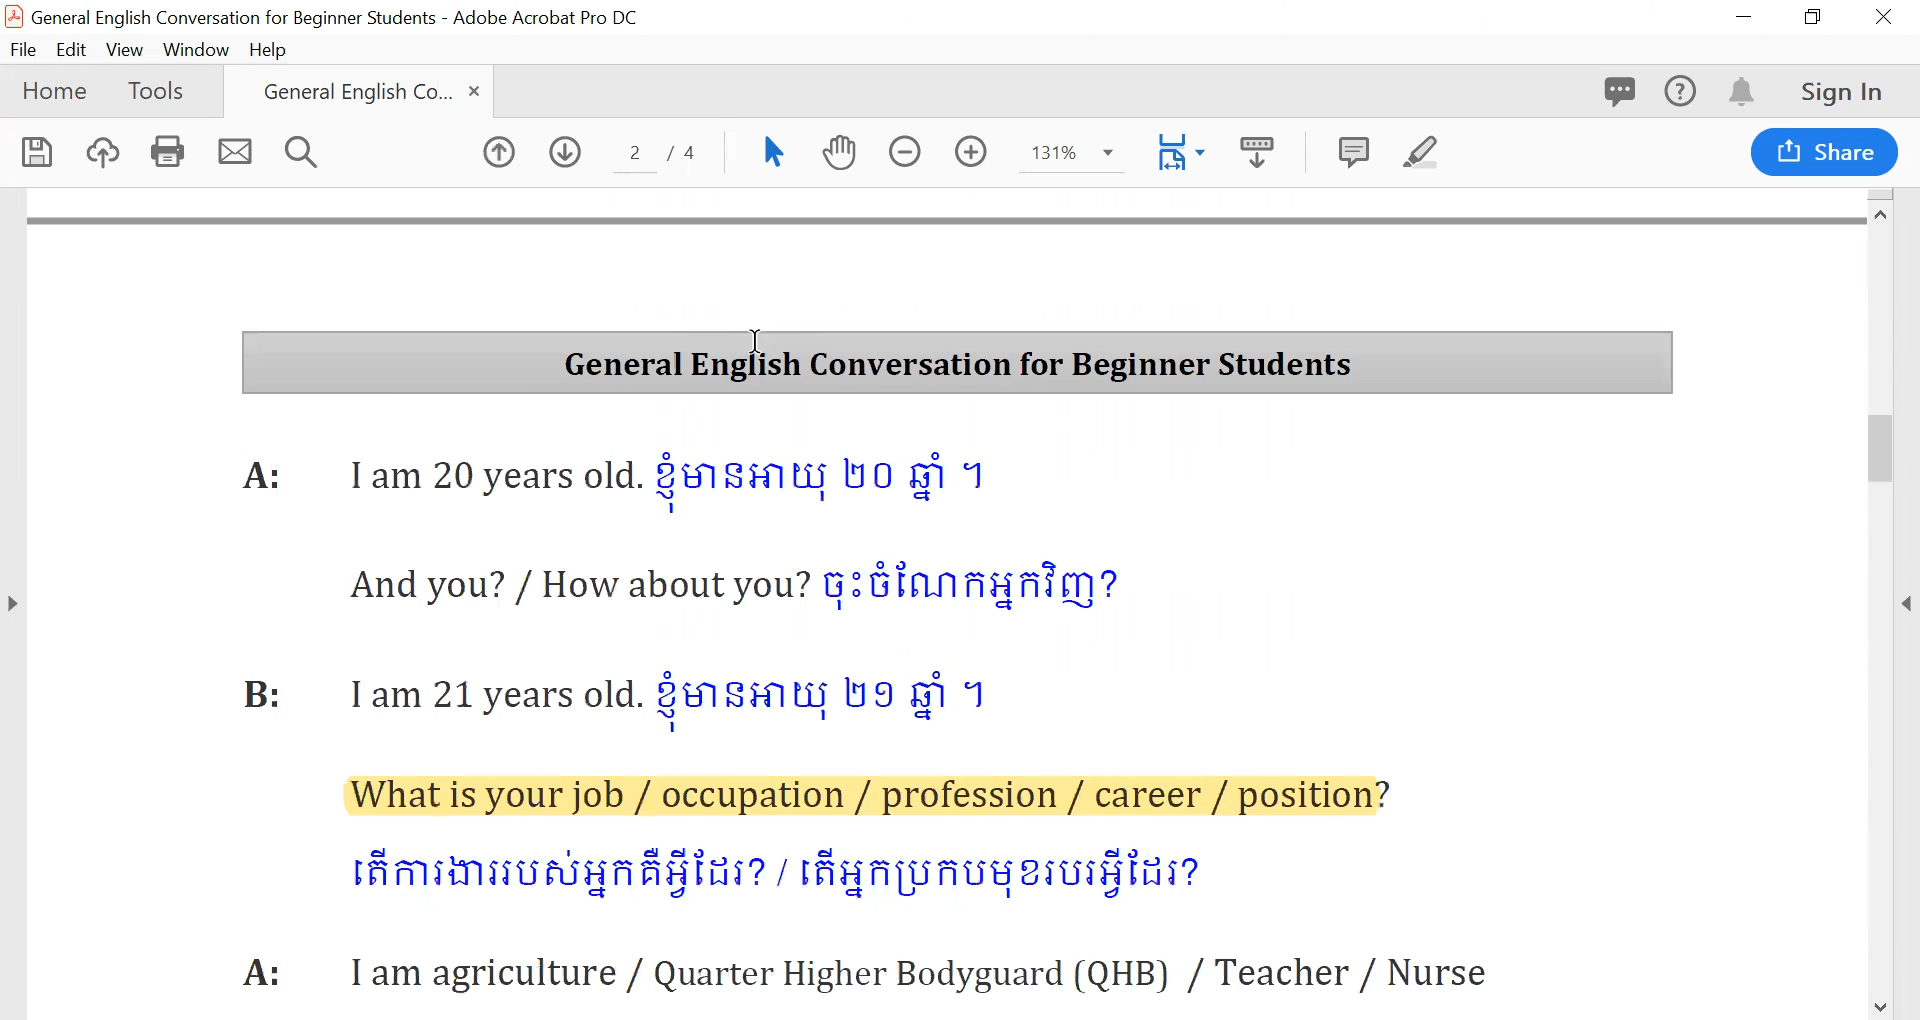 General English Conversation for Beginner Students - Adobe Acrobat Pro DC
File Edit View Window Help
Home Tools General English Co... × Sign In
2 / 4 131% Share
General English Conversation for Beginner Students
A: I am 20 years old. ខ្ញុំមានអាយុ ២០ ឆ្នាំ ។
And you? / How about you? ចុះចំណែកអ្នកវិញ?
B: I am 21 years old. ខ្ញុំមានអាយុ ២១ ឆ្នាំ ។
What is your job / occupation / profession / career / position?
តើការងាររបស់អ្នកគឺអ្វីដែរ? / តើអ្នកប្រកបមុខរបរអ្វីដែរ?
A: I am agriculture / Quarter Higher Bodyguard (QHB) / Teacher / Nurse